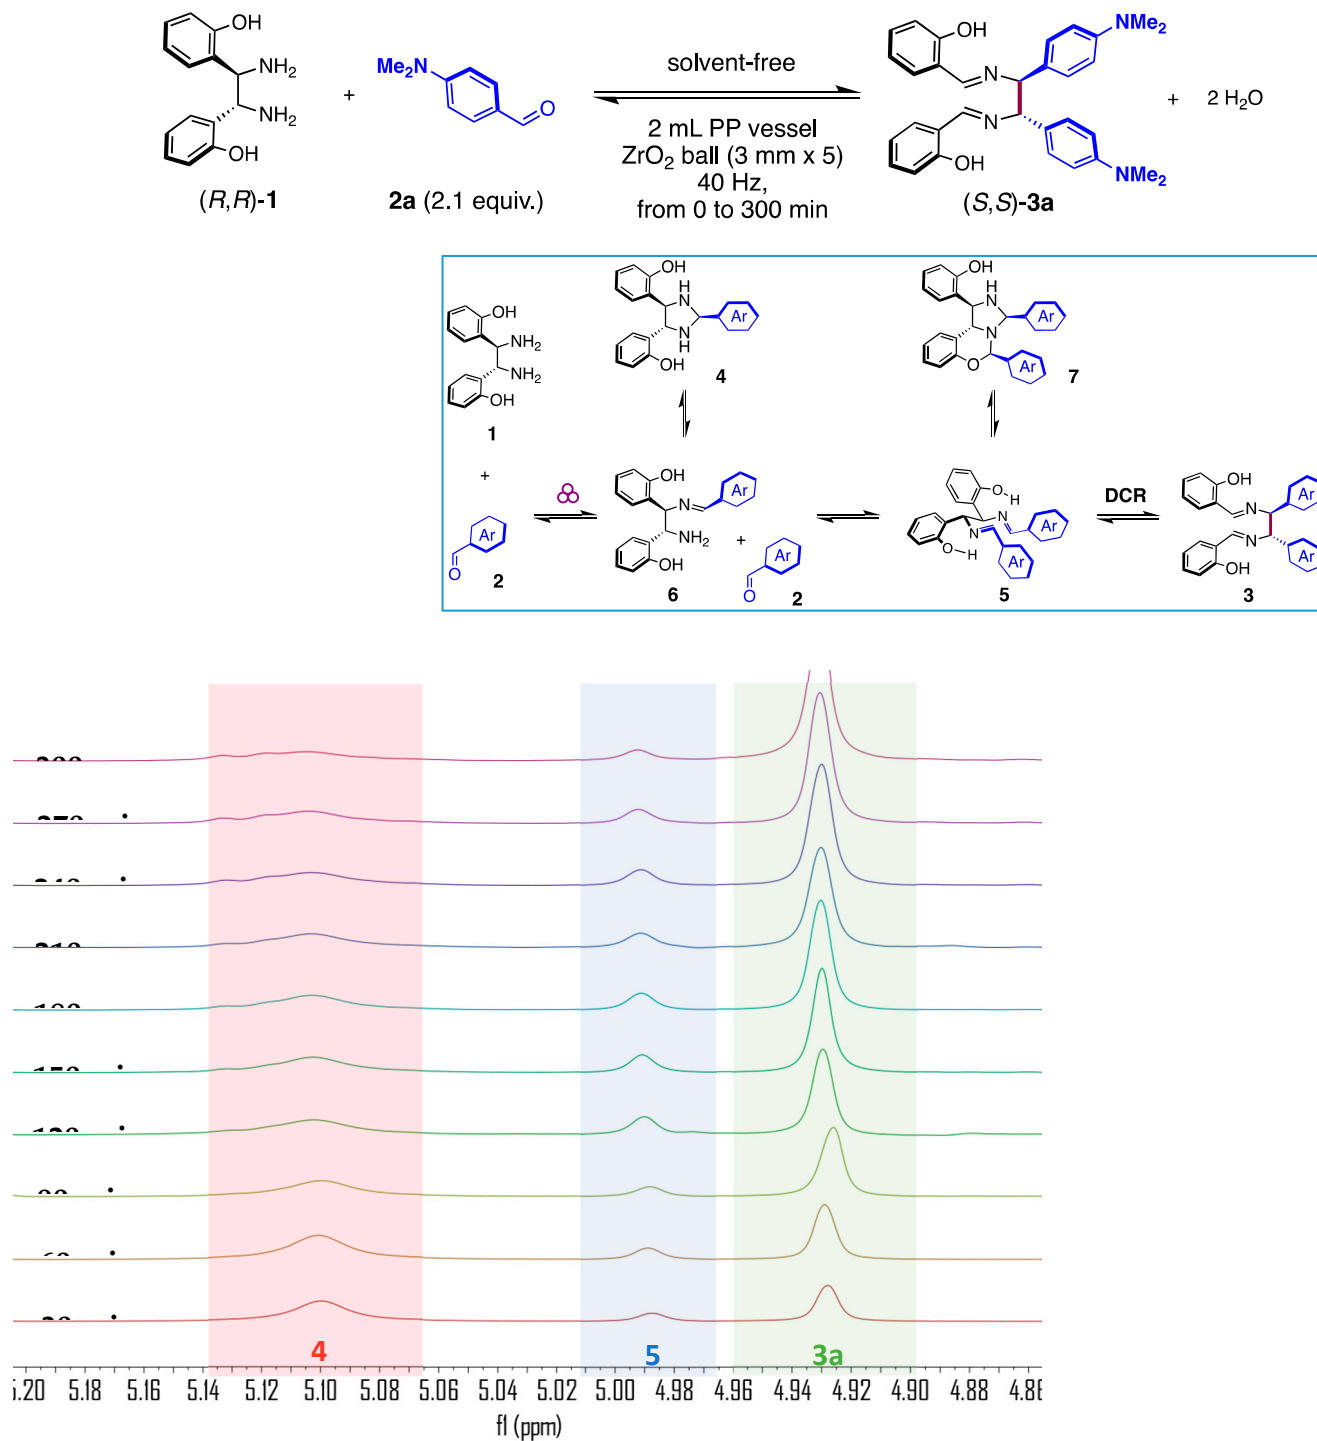 OH
NH2
NH2
OH
(R,R)-1
+
Me2N
O
2a (2.1 equiv.)
solvent-free
2 mL PP vessel
ZrO2 ball (3 mm x 5)
40 Hz,
from 0 to 300 min
OH
N
N
OH
NMe2
NMe2
(S,S)-3a
+ 2 H2O
OH
NH2
NH2
OH
1
+
Ar
O
2
OH
H
N
Ar
N
H
OH
4
OH
N
Ar
NH2
OH
6
+
Ar
O
2
OH
H
N
Ar
N
O
Ar
7
O
H
N
Ar
N
O
H
Ar
5
DCR
OH
N
Ar
N
Ar
OH
3
4
5
3a
5.18
5.16
5.14
5.12
5.10
5.08
5.06
5.04
5.02
5.00
4.98
4.96
4.94
4.92
4.90
4.88
f1 (ppm)